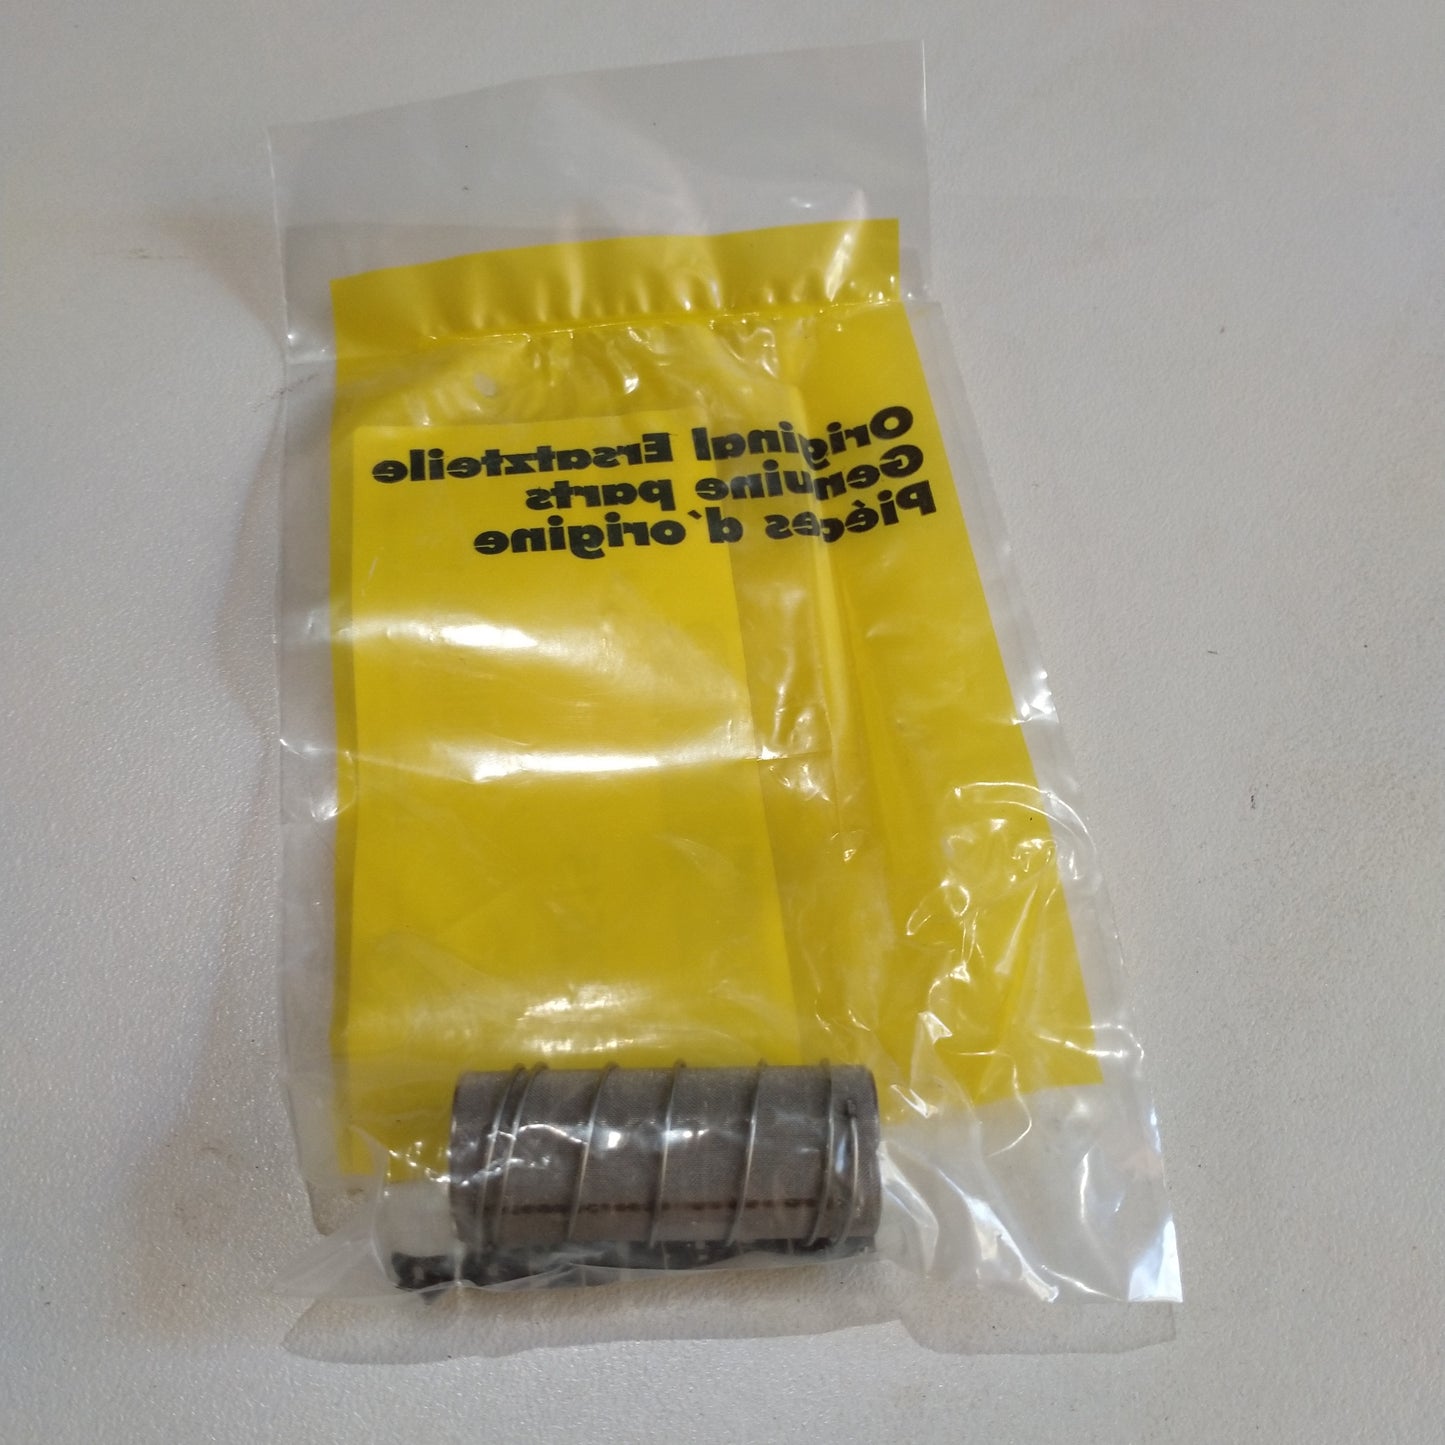 Original Ersatzteile
Genuine parts
Pièces d'origine